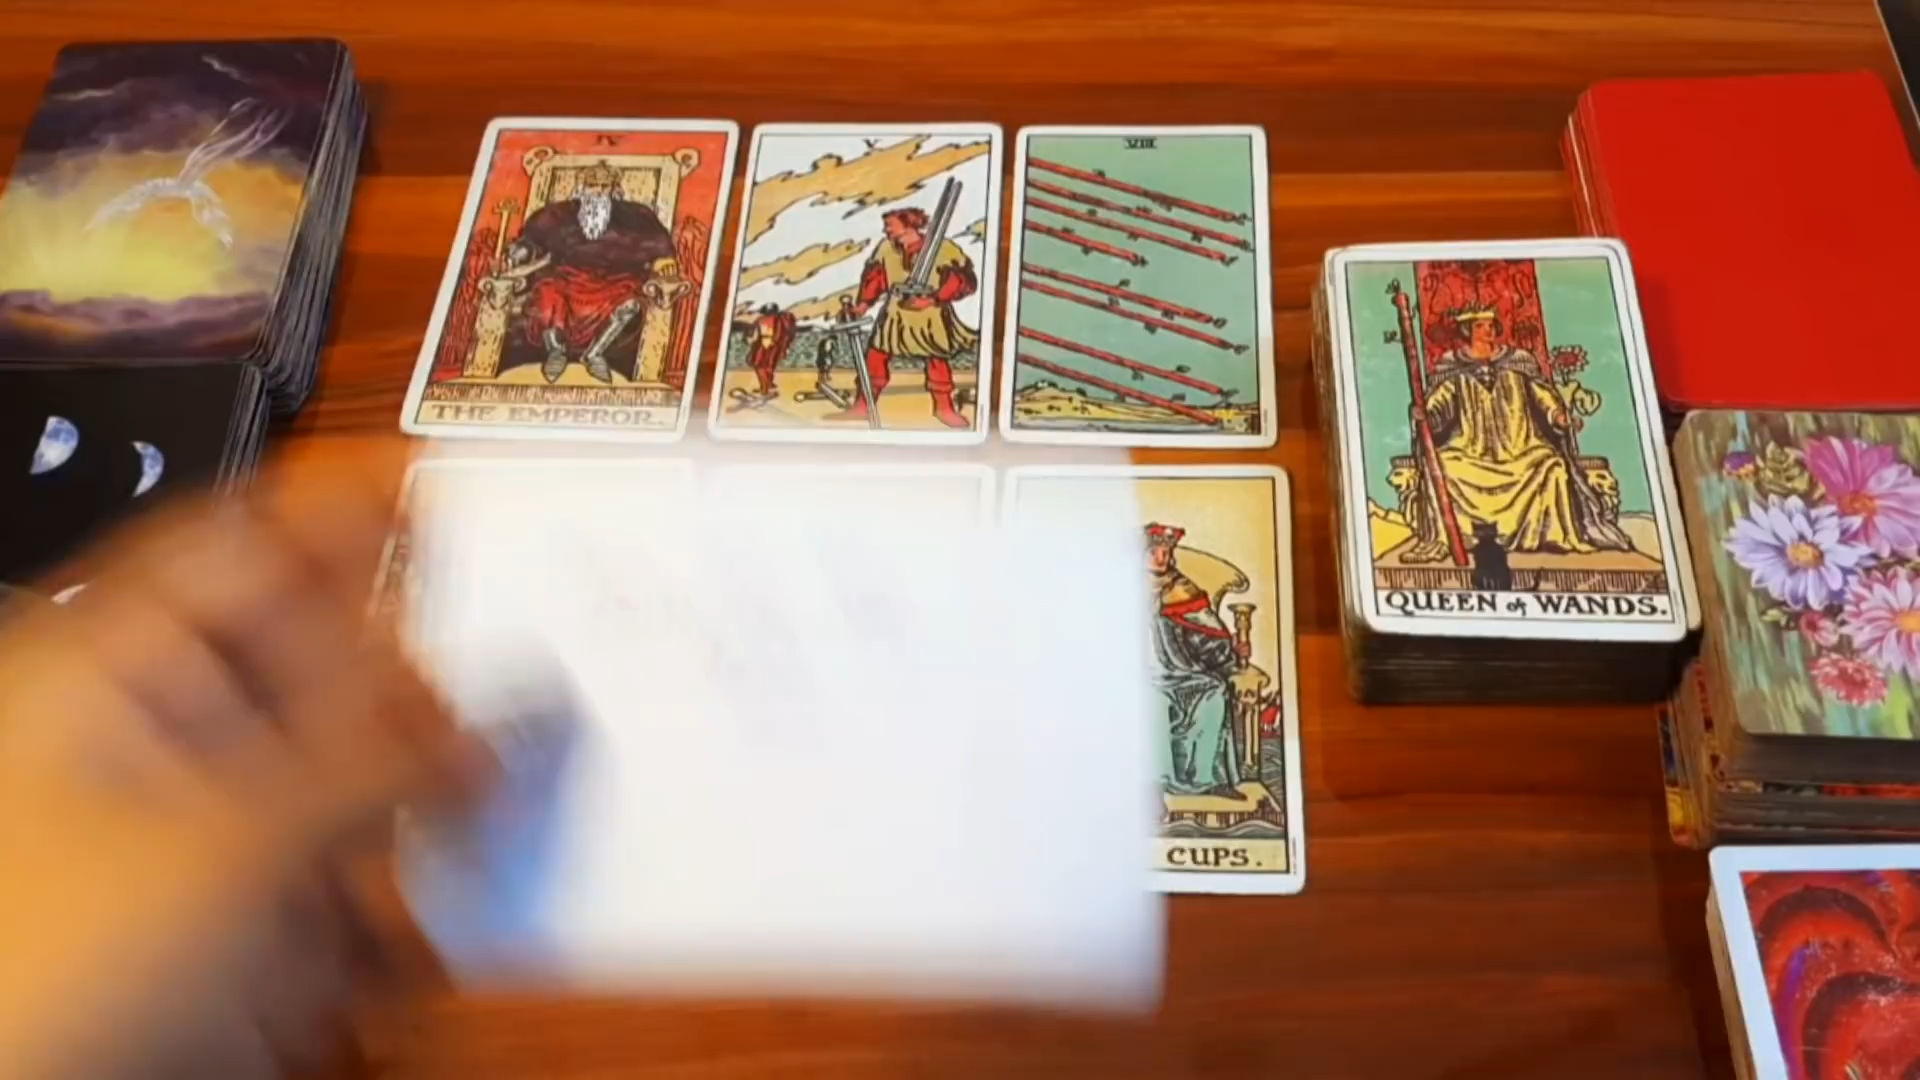 IV
THE EMPEROR.
V
VIII
QUEEN of WANDS.
CUPS.